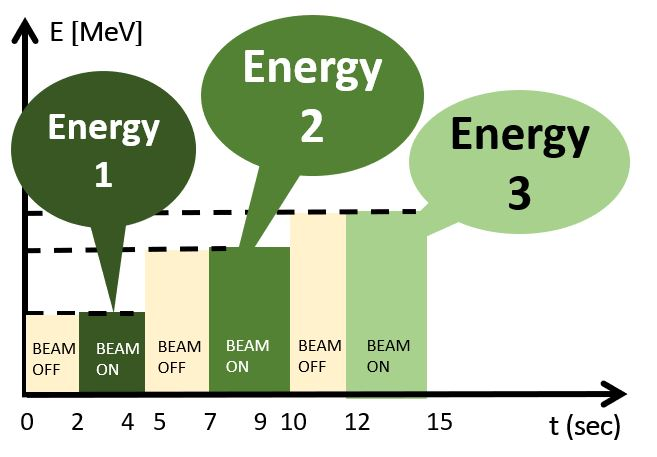 E [MeV]
Energy
1
Energy
2
Energy
3
BEAM
OFF
BEAM
ON
BEAM
OFF
BEAM
ON
BEAM
OFF
BEAM
ON
0 2 4 5 7 9 10 12 15 t (sec)